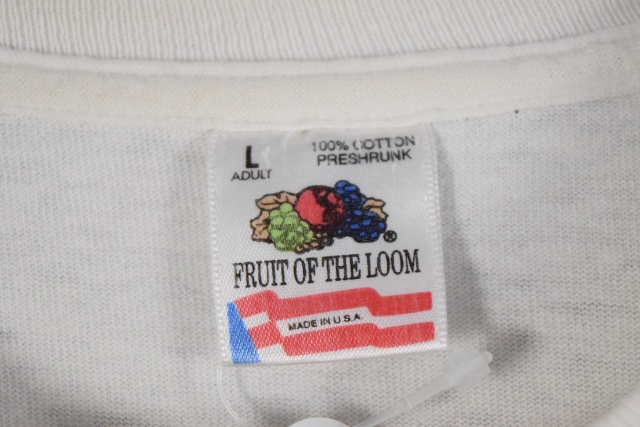 L
ADULT
100% COTTON
PRESHRUNK
®
FRUIT OF THE LOOM
MADE IN U.S.A.